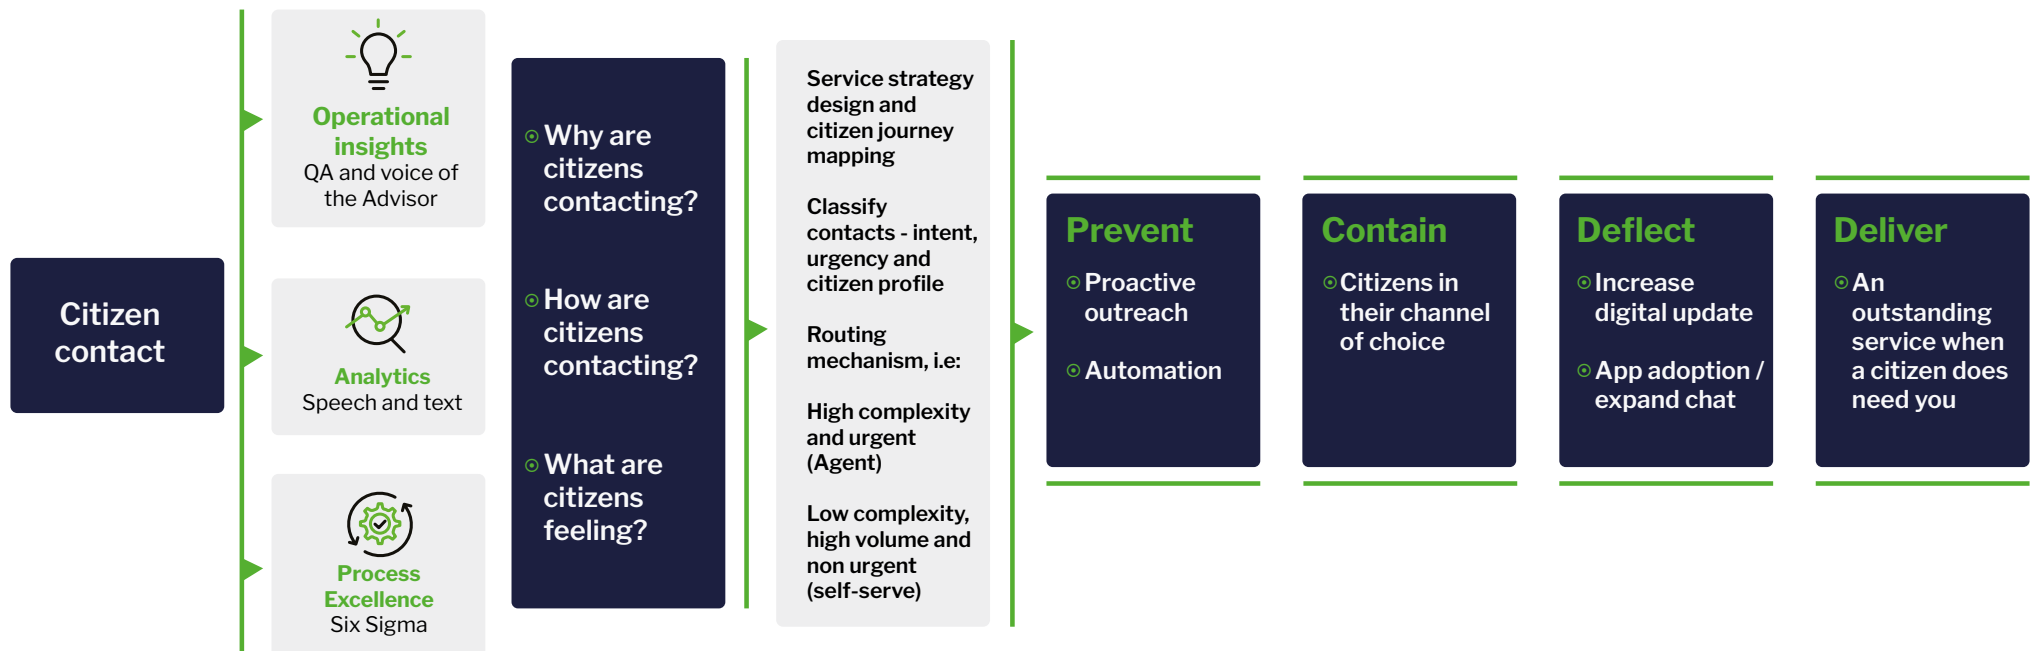 Citizen
contact
Operational
insights
QA and voice of
the Advisor
Analytics
Speech and text
Process
Excellence
Six Sigma
Why are
citizens
contacting?
How are
citizens
contacting?
What are
citizens
feeling?
Service strategy
design and
citizen journey
mapping
Classify
contacts - intent,
urgency and
citizen profile
Routing
mechanism, i.e:
High complexity
and urgent
(Agent)
Low complexity,
high volume and
non urgent
(self-serve)
Prevent
Proactive
outreach
Automation
Contain
Citizens in
their channel
of choice
Deflect
Increase
digital update
App adoption /
expand chat
Deliver
An
outstanding
service when
a citizen does
need you